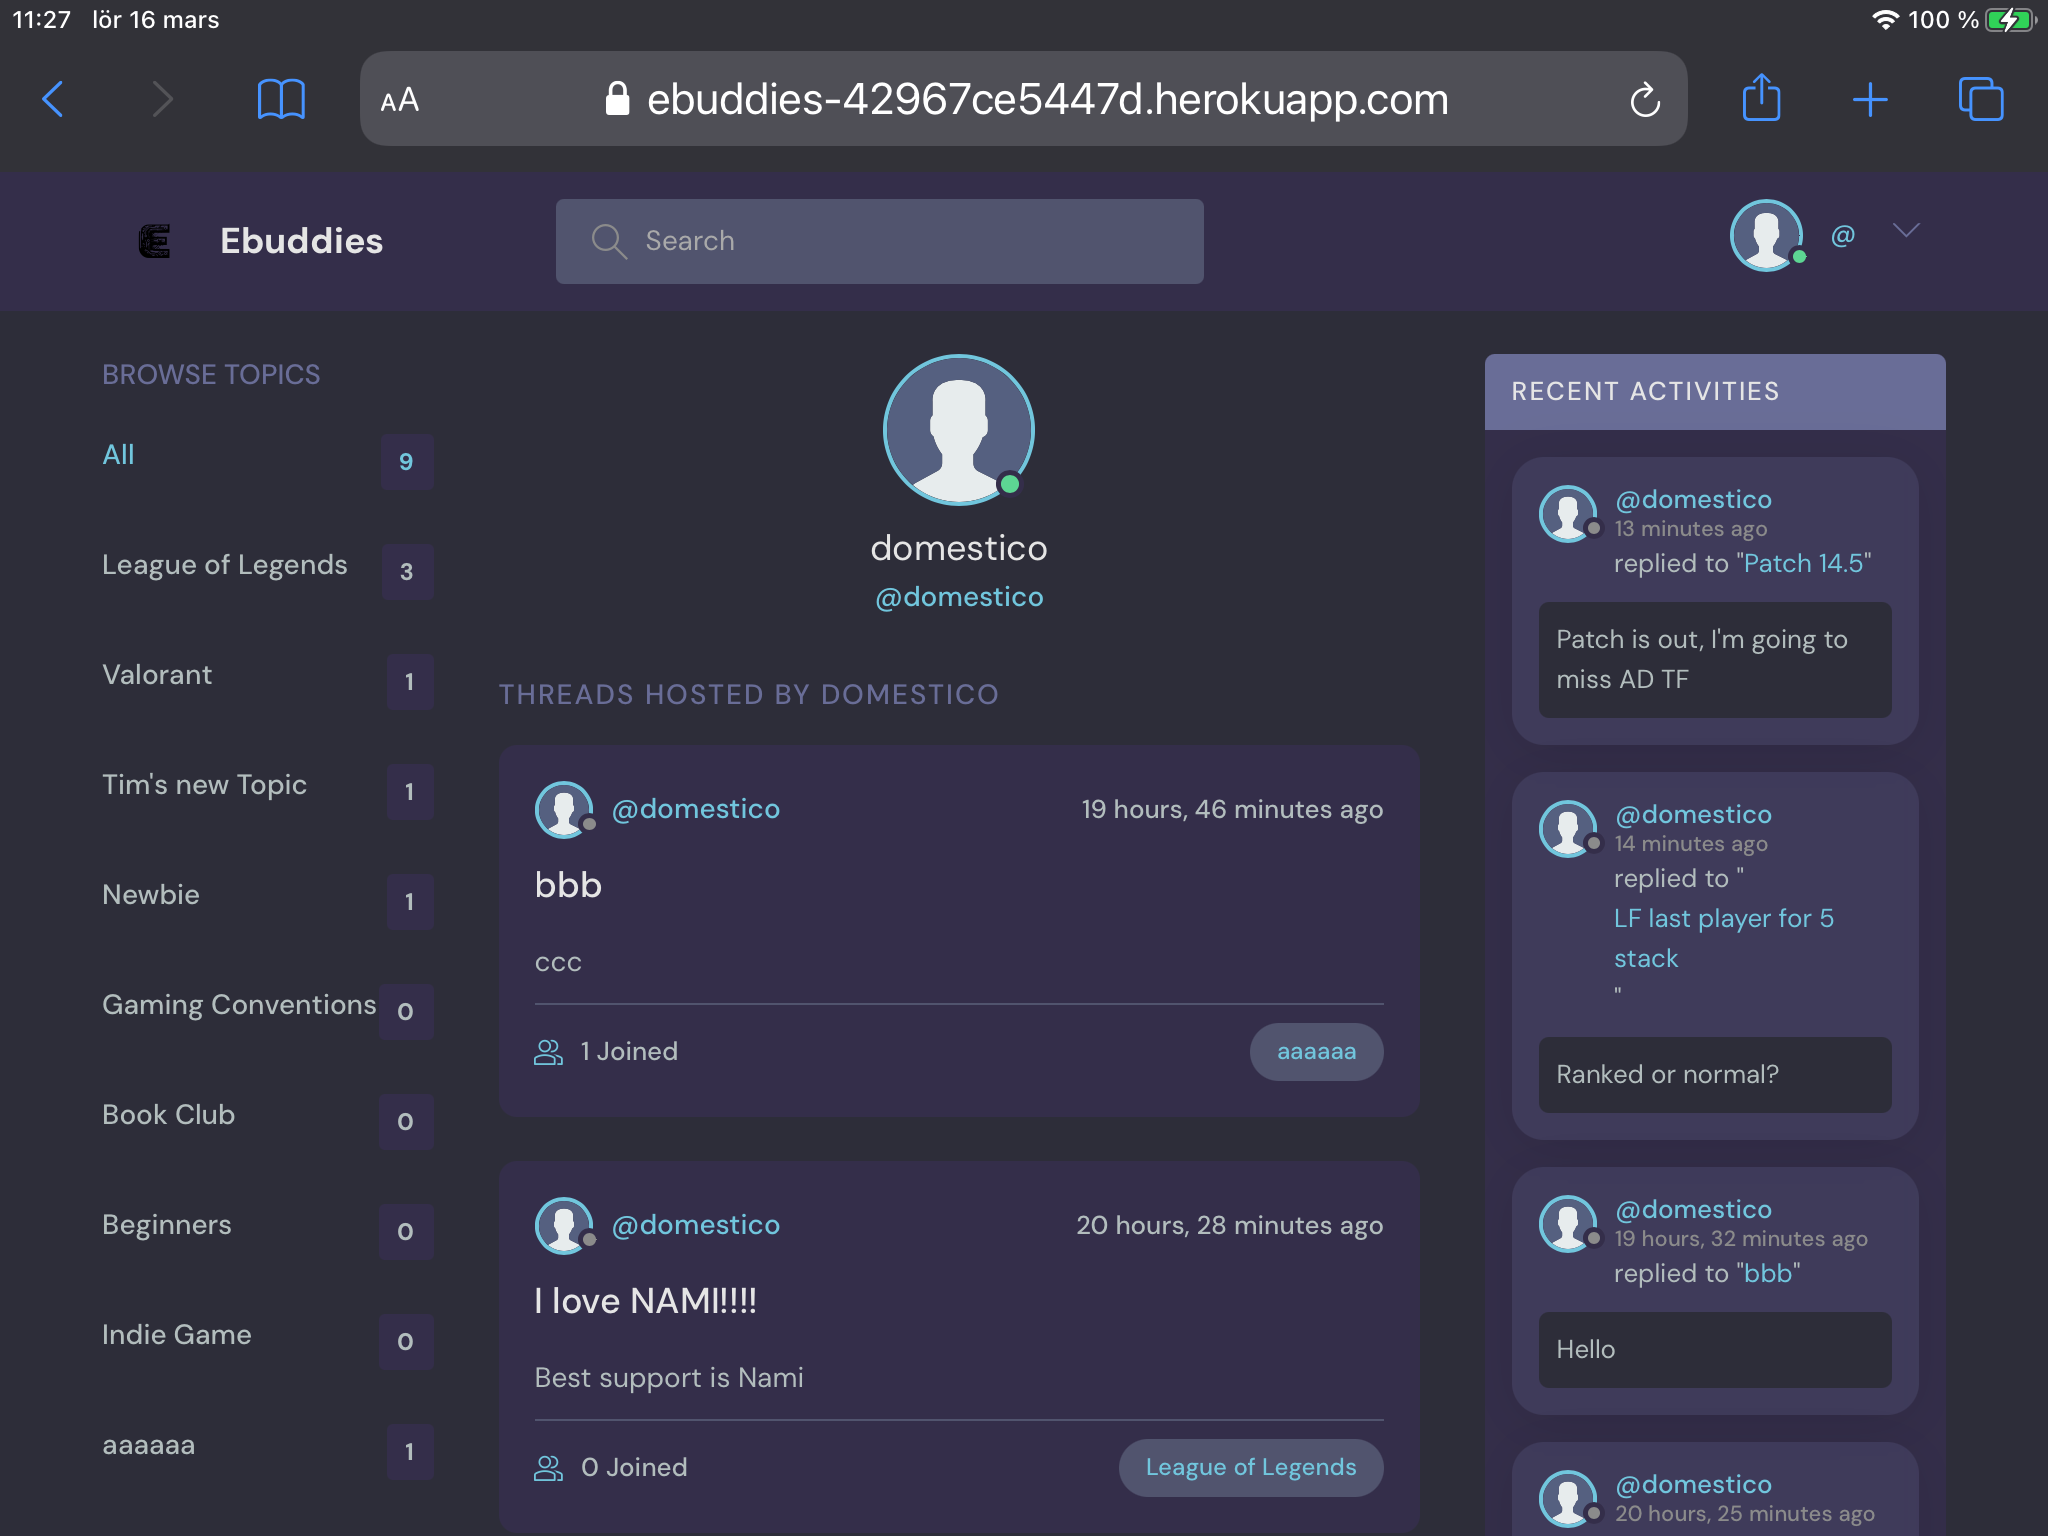 11:27 lör 16 mars
100 %
AA
ebuddies-42967ce5447d.herokuapp.com
Ebuddies
Search
@
BROWSE TOPICS
All 9
League of Legends 3
Valorant 1
Tim's new Topic 1
Newbie 1
Gaming Conventions 0
Book Club 0
Beginners 0
Indie Game 0
aaaaaa 1
domestico
@domestico
THREADS HOSTED BY DOMESTICO
@domestico 19 hours, 46 minutes ago
bbb
ccc
1 Joined aaaaaa
@domestico 20 hours, 28 minutes ago
I love NAMI!!!!
Best support is Nami
0 Joined League of Legends
RECENT ACTIVITIES
@domestico
13 minutes ago
replied to "Patch 14.5"
Patch is out, I'm going to
miss AD TF
@domestico
14 minutes ago
replied to "
LF last player for 5
stack
"
Ranked or normal?
@domestico
19 hours, 32 minutes ago
replied to "bbb"
Hello
@domestico
20 hours, 25 minutes ago